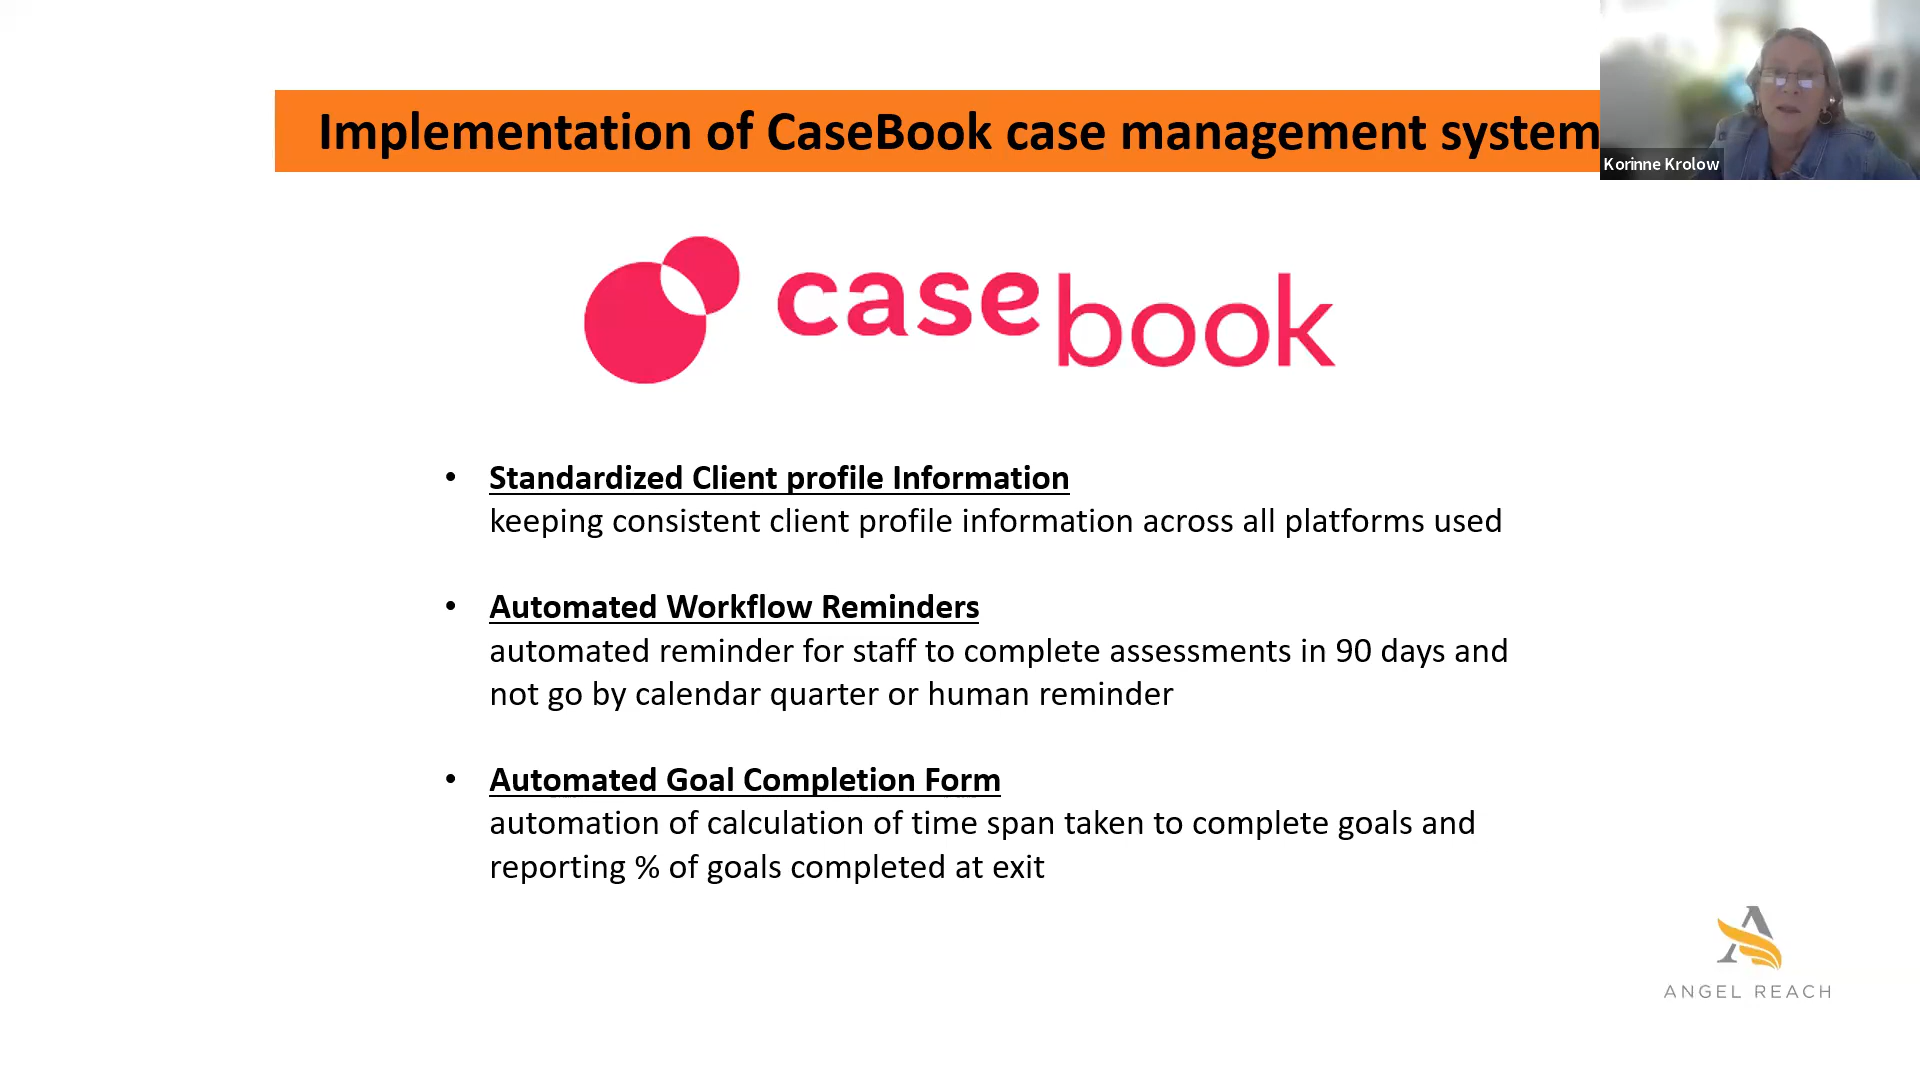 Implementation of CaseBook case management system
Korinne Krolow
casebook
• Standardized Client profile Information
keeping consistent client profile information across all platforms used
• Automated Workflow Reminders
automated reminder for staff to complete assessments in 90 days and
not go by calendar quarter or human reminder
• Automated Goal Completion Form
automation of calculation of time span taken to complete goals and
reporting % of goals completed at exit
A
ANGEL REACH